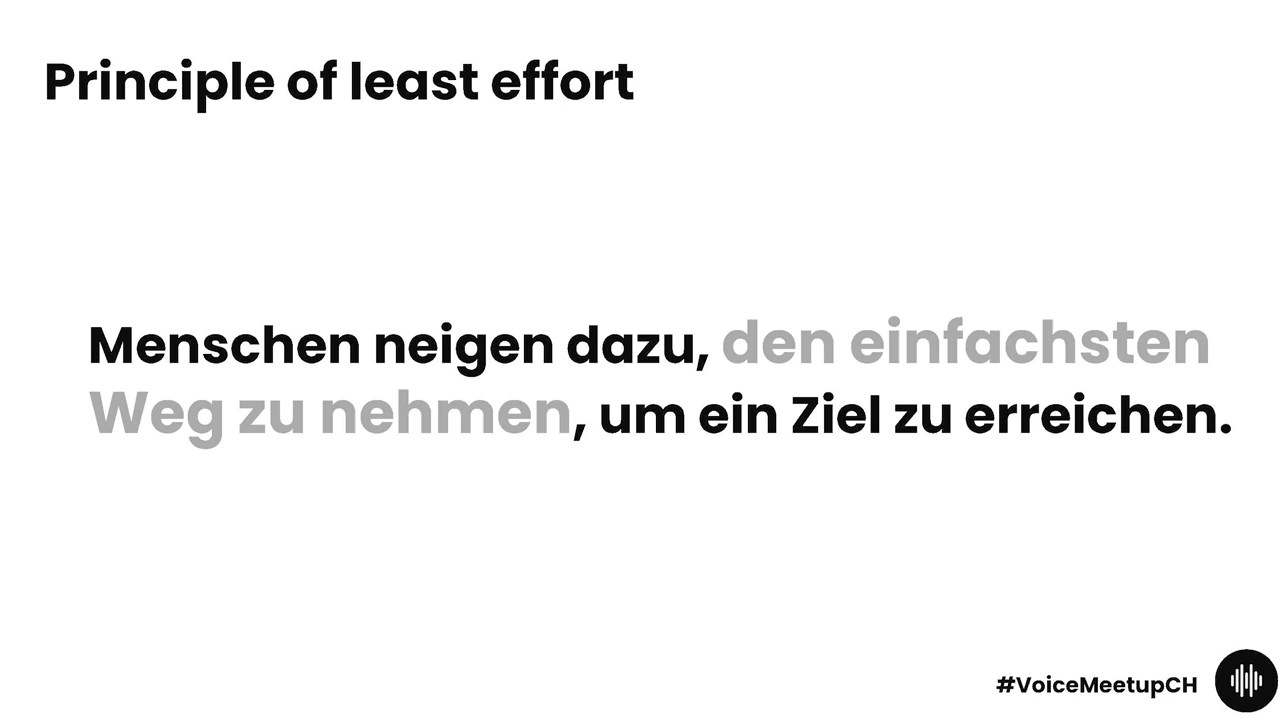 Principle of least effort
Menschen neigen dazu, den einfachsten
Weg zu nehmen, um ein Ziel zu erreichen.
#VoiceMeetupCH